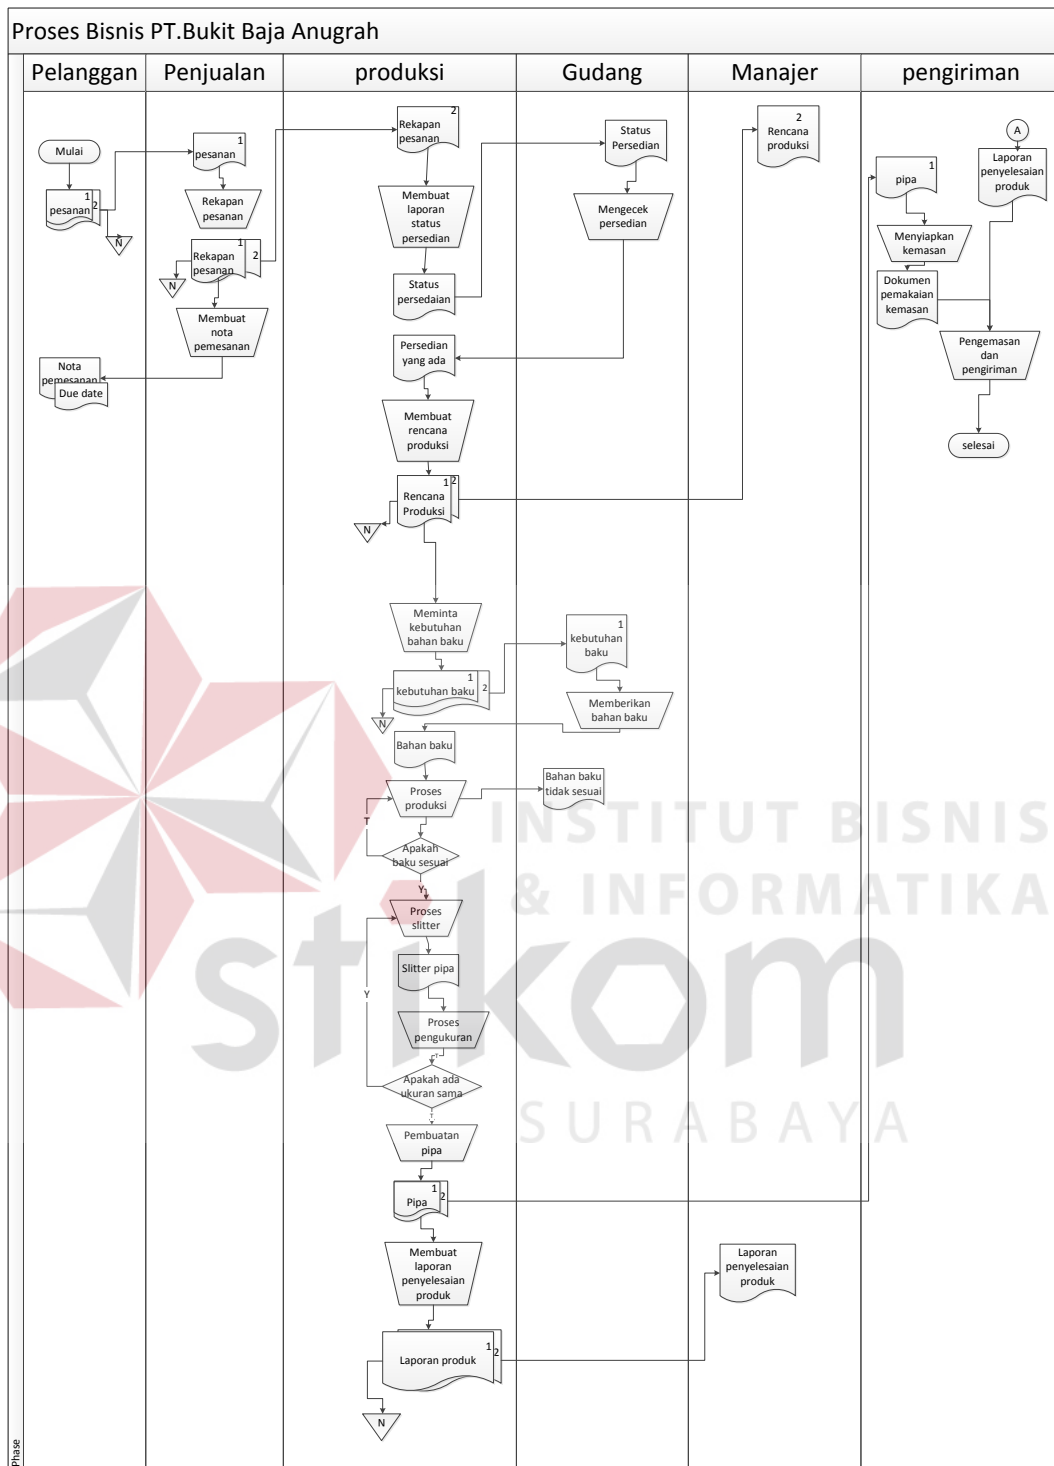 Proses Bisnis PT.Bukit Baja Anugrah
Pelanggan
Penjualan
produksi
Gudang
Manajer
pengiriman
Mulai
1
pesanan
2
N
1
pesanan
Rekapan
pesanan
1
Rekapan
pesanan
2
N
Membuat
nota
pemesanan
Nota
pemesanan
Due date
2
Rekapan
pesanan
Membuat
laporan
status
persedian
Status
persedaian
Status
Persedian
Mengecek
persedian
Persedian
yang ada
Membuat
rencana
produksi
1
2
Rencana
Produksi
N
2
Rencana
produksi
A
Laporan
penyelesaian
produk
1
pipa
Menyiapkan
kemasan
Dokumen
pemakaian
kemasan
Pengemasan
dan
pengiriman
selesai
Meminta
kebutuhan
bahan baku
1
kebutuhan baku
2
N
1
kebutuhan
baku
Memberikan
bahan baku
Bahan baku
Proses
produksi
Bahan baku
tidak sesuai
T
Apakah
baku sesuai
Y
Proses
slitter
Slitter pipa
Y
Proses
pengukuran
Y
Apakah ada
ukuran sama
T
Pembuatan
pipa
1
2
Pipa
Membuat
laporan
penyelesaian
produk
1
2
Laporan produk
N
Laporan
penyelesaian
produk
Phase
INSTITUT BISNIS
& INFORMATIKA
stikom
SURABAYA